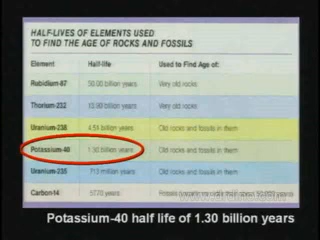 HALF-LIVES OF ELEMENTS USED
TO FIND THE AGE OF ROCKS AND FOSSILS
Element Half-life Used to Find Age of:
Rubidium-87 50.00 billion years Very old rocks
Thorium-232 13.90 billion years Very old rocks
Uranium-238 4.51 billion years Old rocks and fossils in them
Potassium-40 1.30 billion years Old rocks and fossils in them
Uranium-235 713 million years Old rocks and fossils in them
Carbon-14 5770 years Fossils
Potassium-40 half life of 1.30 billion years